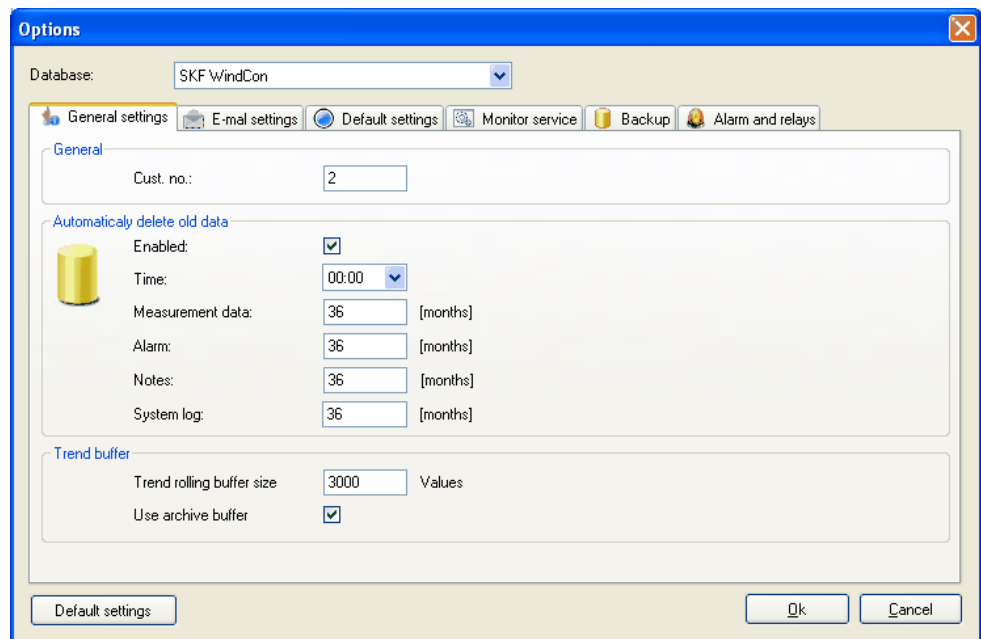 Options
Database: SKF WindCon
General settings E-mal settings Default settings Monitor service Backup Alarm and relays
General
Cust. no.: 2
Automaticaly delete old data
Enabled:
Time: 00:00
Measurement data: 36 [months]
Alarm: 36 [months]
Notes: 36 [months]
System log: 36 [months]
Trend buffer
Trend rolling buffer size 3000 Values
Use archive buffer
Default settings Ok Cancel